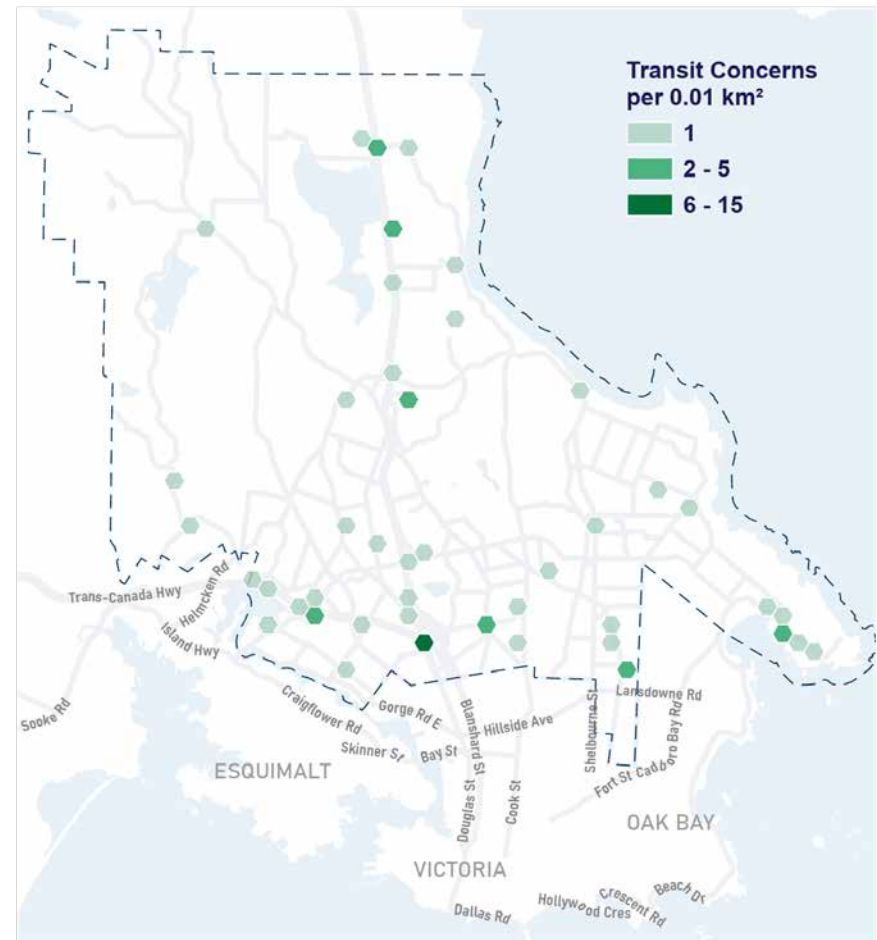 Transit Concerns
per 0.01 km²
1
2 - 5
6 - 15
Trans-Canada Hwy
Helmcken Rd
Island Hwy
Sooke Rd
Craigflower Rd
Gorge Rd E
Skinner St
Bay St
Blanshard St
Hillside Ave
Douglas St
Cook St
Shelbourne St
Lansdowne Rd
Fort St
Cadboro Bay Rd
ESQUIMALT
OAK BAY
VICTORIA
Dallas Rd
Hollywood Cres
Crescent Rd
Beach Dr